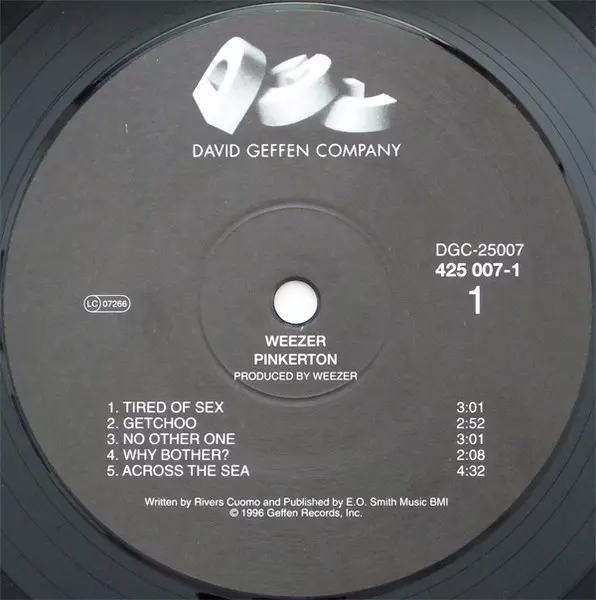 DGC
DAVID GEFFEN COMPANY
DGC-25007
425 007-1
1
LC 07266
WEEZER
PINKERTON
PRODUCED BY WEEZER
1. TIRED OF SEX 3:01
2. GETCHOO 2:52
3. NO OTHER ONE 3:01
4. WHY BOTHER? 2:08
5. ACROSS THE SEA 4:32
Written by Rivers Cuomo and Published by E.O. Smith Music BMI
© 1996 Geffen Records, Inc.